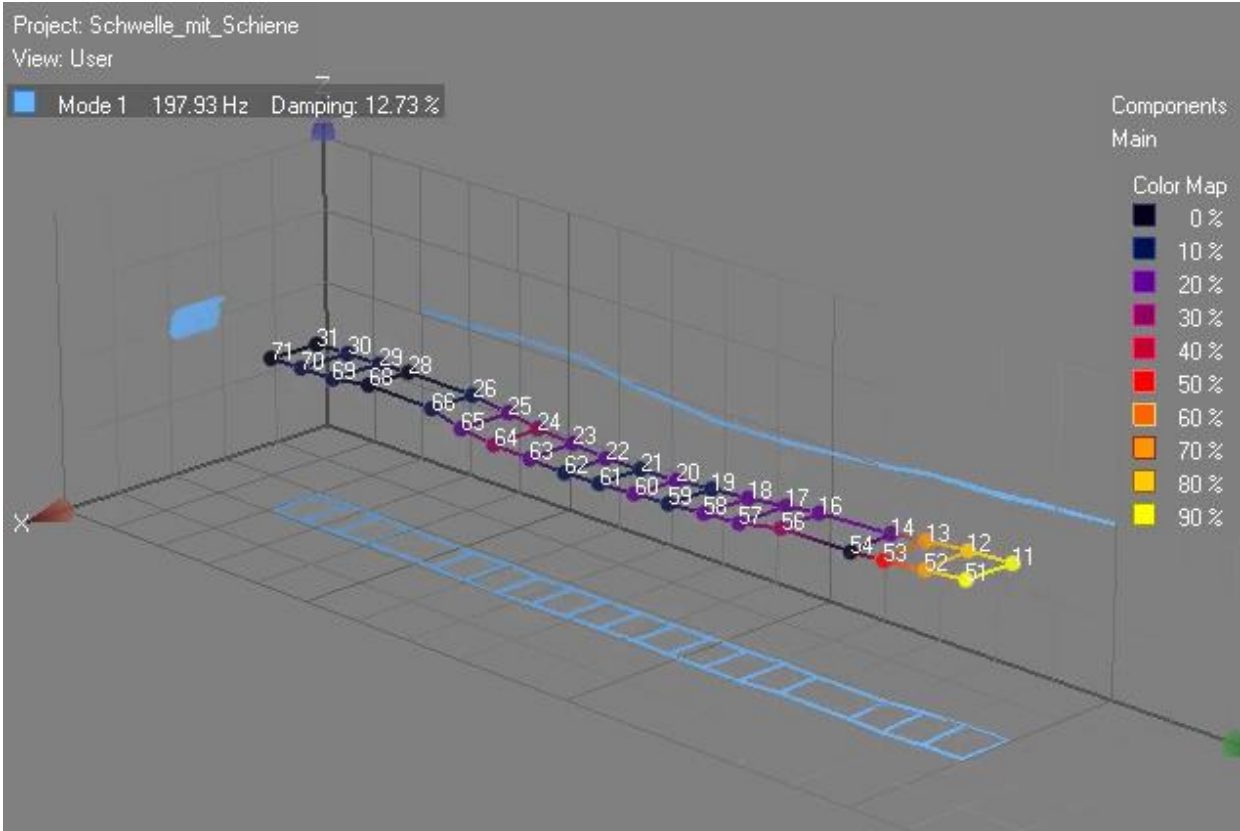 Project: Schwelle_mit_Schiene
View: User
Z
Mode 1 197.93 Hz Damping: 12.73 %
Components
Main
Color Map
0 %
10 %
20 %
30 %
40 %
50 %
60 %
70 %
80 %
90 %
X
71 31 30 29 28
70 69 68
26 25 24 23 22 21 20 19 18 17 16
66 65 64 63 62 61 60 59 58 57 56
14 13 12 11
54 53 52 51